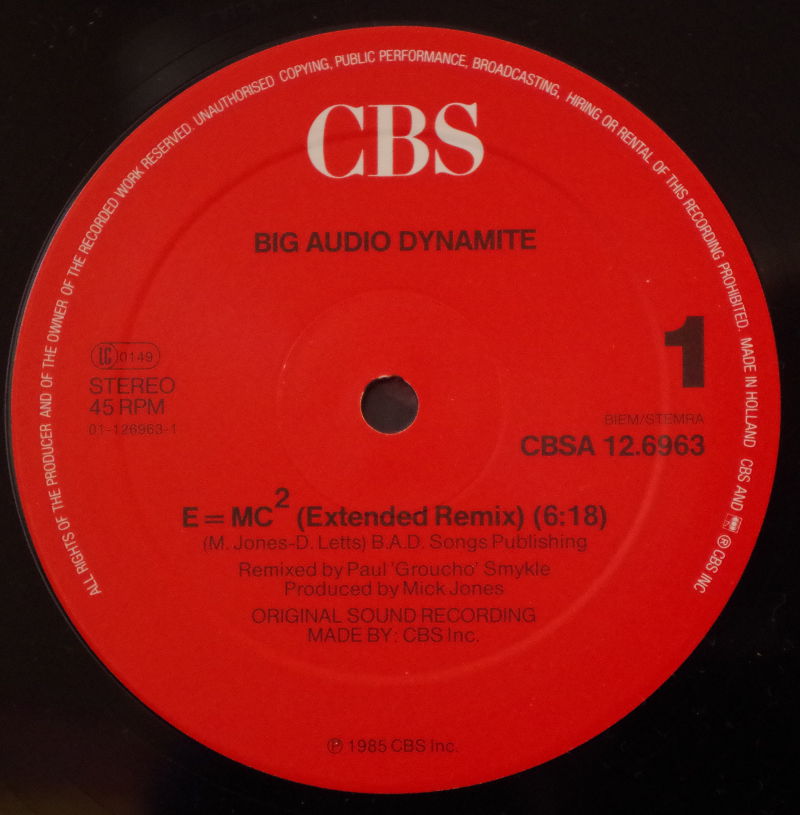 ALL RIGHTS OF THE PRODUCER AND OF THE OWNER OF THE RECORDED WORK RESERVED. UNAUTHORISED COPYING, PUBLIC PERFORMANCE, BROADCASTING, HIRING OR RENTAL OF THIS RECORDING PROHIBITED. MADE IN HOLLAND CBS AND ® CBS INC
CBS
BIG AUDIO DYNAMITE
1
LC 0149
STEREO
45 RPM
01-126963-1
BIEM/STEMRA
CBSA 12.6963
E = MC² (Extended Remix) (6:18)
(M. Jones-D. Letts) B.A.D. Songs Publishing
Remixed by Paul 'Groucho' Smykle
Produced by Mick Jones
ORIGINAL SOUND RECORDING
MADE BY: CBS Inc.
℗ 1985 CBS Inc.